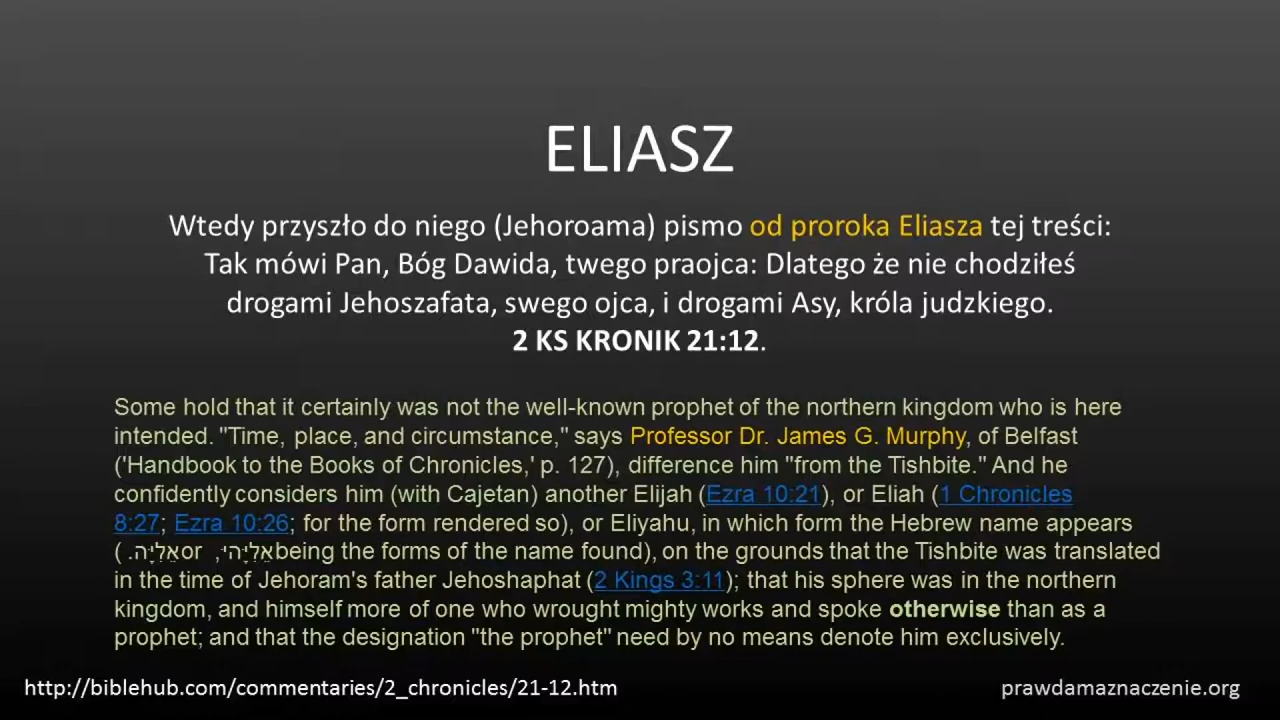 ELIASZ
Wtedy przyszło do niego (Jehoroama) pismo od proroka Eliasza tej treści:
Tak mówi Pan, Bóg Dawida, twego praojca: Dlatego że nie chodziłeś
drogami Jehoszafata, swego ojca, i drogami Asy, króla judzkiego.
2 KS KRONIK 21:12.
Some hold that it certainly was not the well-known prophet of the northern kingdom who is here
intended. "Time, place, and circumstance," says Professor Dr. James G. Murphy, of Belfast
('Handbook to the Books of Chronicles,' p. 127), difference him "from the Tishbite." And he
confidently considers him (with Cajetan) another Elijah (Ezra 10:21), or Eliah (1 Chronicles
8:27; Ezra 10:26; for the form rendered so), or Eliyahu, in which form the Hebrew name appears
( .אֵלִיָּה or ,אֵלִיָּהוּ being the forms of the name found), on the grounds that the Tishbite was translated
in the time of Jehoram's father Jehoshaphat (2 Kings 3:11); that his sphere was in the northern
kingdom, and himself more of one who wrought mighty works and spoke otherwise than as a
prophet; and that the designation "the prophet" need by no means denote him exclusively.
http://biblehub.com/commentaries/2_chronicles/21-12.htm
prawdamaznaczenie.org